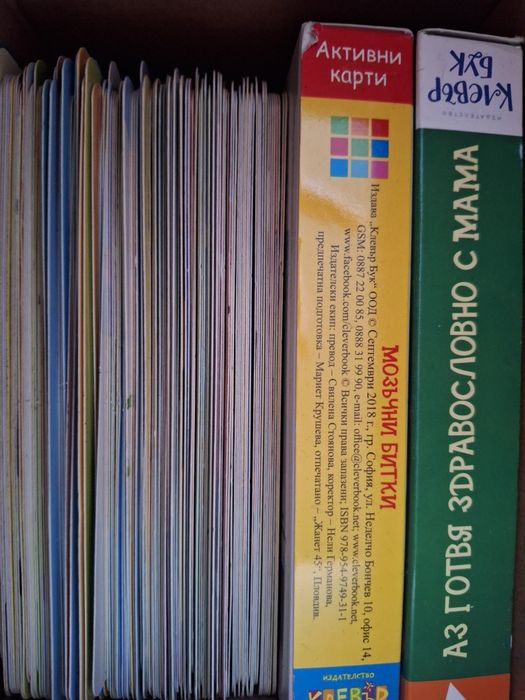 Активни
карти
Издава „Клевър Бук“ ООД © Септември 2018 г., гр. София, ул. Неделчо Бончев 10, офис 14,
GSM: 0887 22 00 85, 0888 31 99 90, e-mail: office@cleverbook.net; www.cleverbook.net,
www.facebook.com/cleverbook © Всички права запазени; ISBN 978-954-9749-31-1
Издателски екип: превод – Свилена Стоянова, коректор – Нели Германова,
предпечатна подготовка – Мариет Крушева, отпечатано – „Жанет 45“, Пловдив.
МОЗЪЧНИ БИТКИ
ИЗДАТЕЛСТВО
КЛЕВЪР
ИЗДАТЕЛСТВО
КЛЕВЪР
БУК
АЗ ГОТВЯ ЗДРАВОСЛОВНО С МАМА